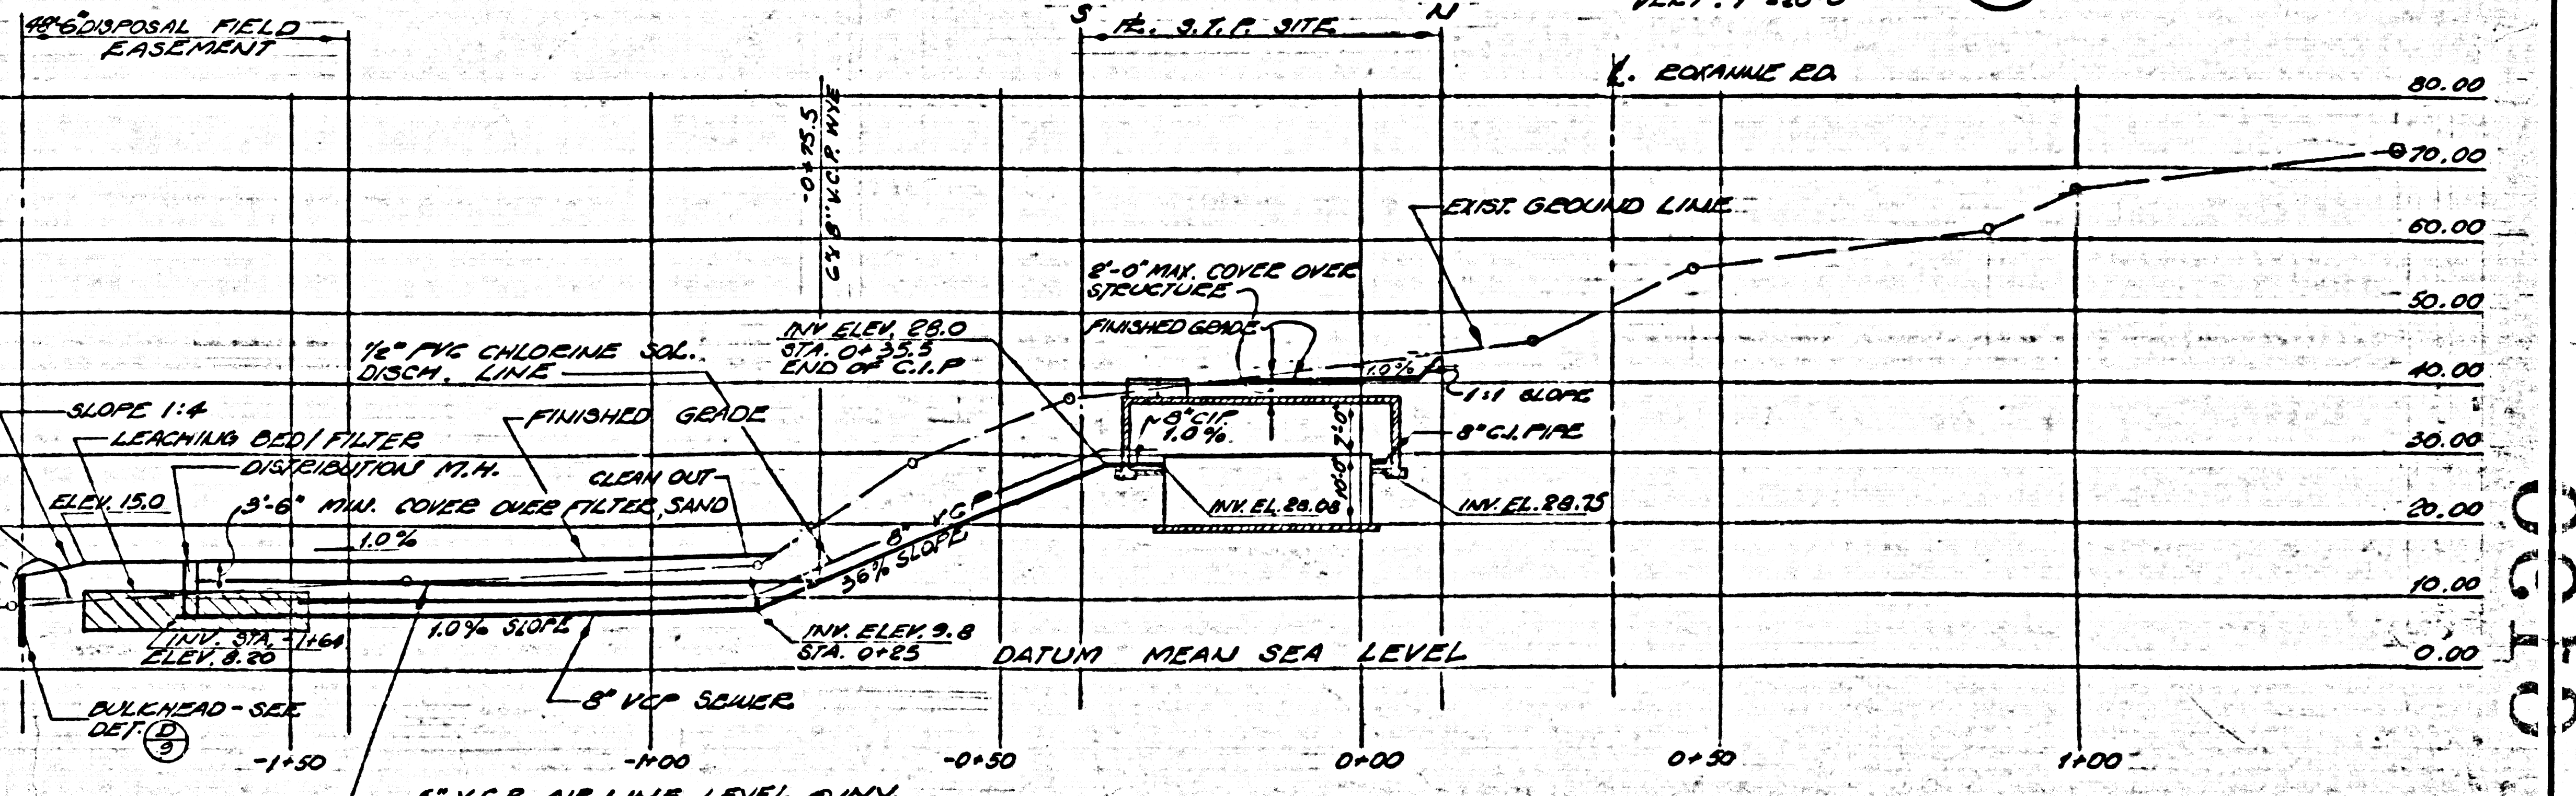 48'-6" DISPOSAL FIELD
EASEMENT
S
N
℄. S.T.P. SITE
℄. ROXANNE RD.
80.00
70.00
60.00
50.00
40.00
30.00
20.00
10.00
0.00
-0+75.5
6"x8" V.C.P. WYE
EXIST. GROUND LINE
2'-0" MAX. COVER OVER
STRUCTURE
FINISHED GRADE
INV ELEV. 28.0
STA. 0+35.5
END OF C.I.P
1/2" PVC CHLORINE SOL.
DISCH. LINE
1.0%
1:1 SLOPE
SLOPE 1:4
FINISHED GRADE
8" CIP.
1.0%
8" C.I. PIPE
LEACHING BED/FILTER
DISTRIBUTION M.H.
CLEAN OUT
ELEV. 15.0
3'-6" MIN. COVER OVER FILTER, SAND
1.0%
8" VCP
36% SLOPE
INV. EL. 28.08
INV. EL. 28.75
INV. STA. -1+64
ELEV. 8.20
1.0% SLOPE
INV. ELEV. 9.8
STA. 0+25
DATUM MEAN SEA LEVEL
BULKHEAD - SEE
DET. D
9
8" VCP SEWER
-1+50
-1+00
-0+50
0+00
0+50
1+00